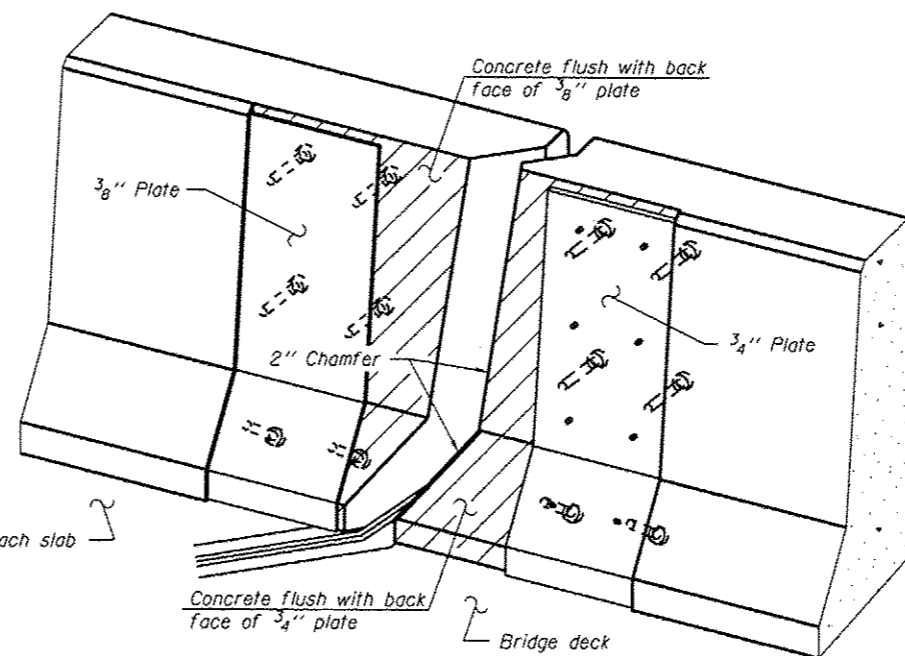 Concrete flush with back
face of 3/8" plate
3/8" Plate
3/4" Plate
2" Chamfer
ach slab
Concrete flush with back
face of 3/4" plate
Bridge deck